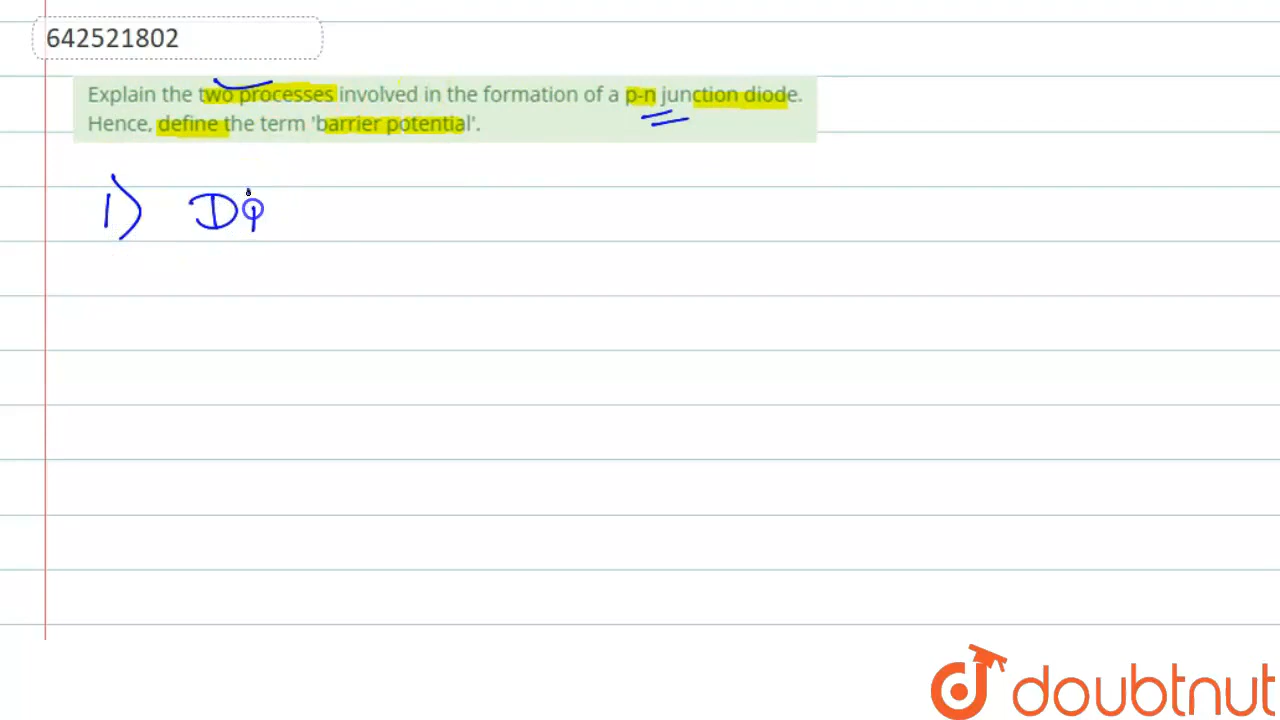 642521802
Explain the two processes involved in the formation of a p-n junction diode.
Hence, define the term 'barrier potential'.
1) Di
doubtnut